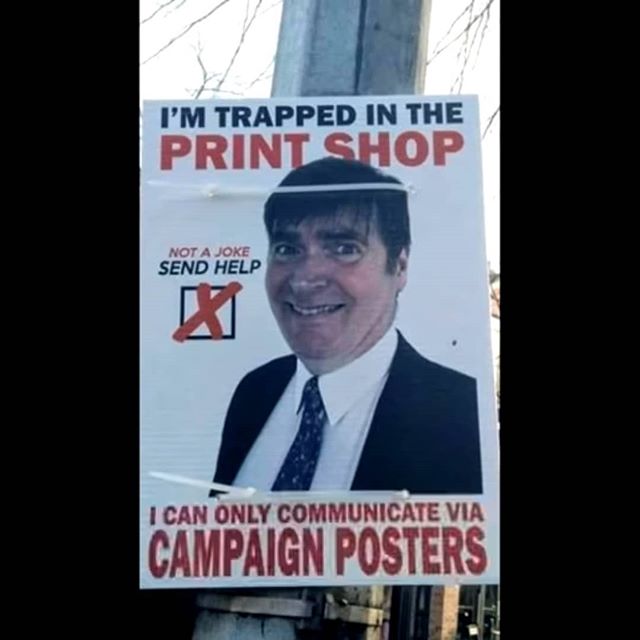 I'M TRAPPED IN THE
PRINT SHOP
NOT A JOKE
SEND HELP
X
I CAN ONLY COMMUNICATE VIA
CAMPAIGN POSTERS